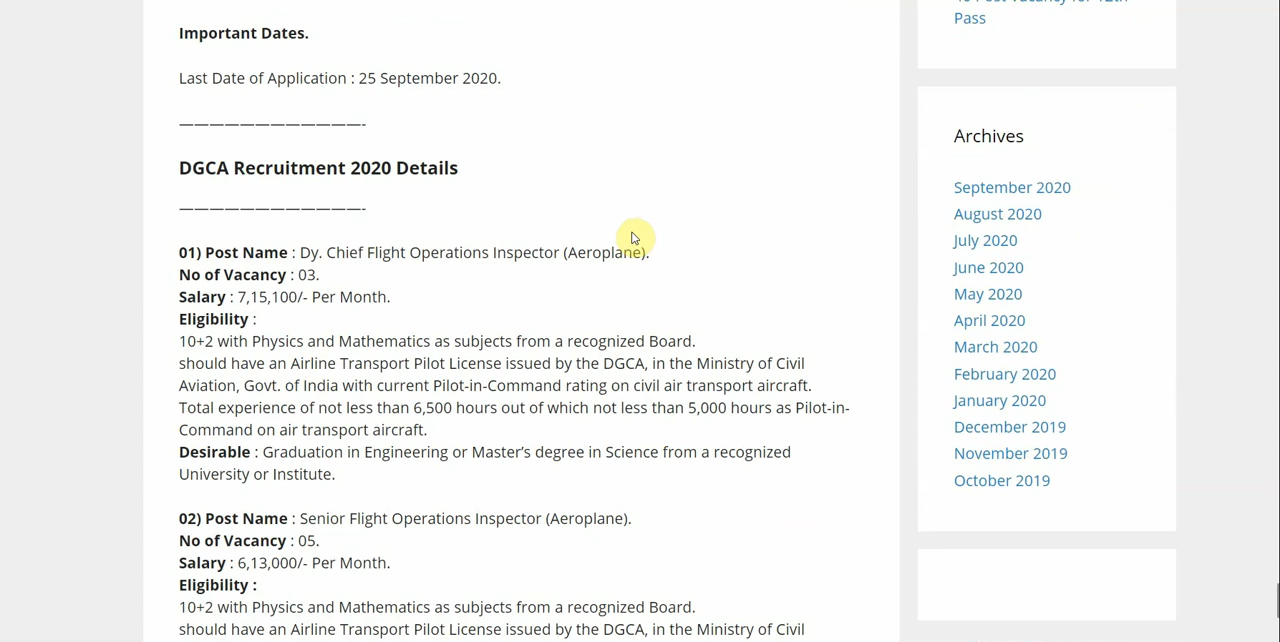 Important Dates.
Last Date of Application : 25 September 2020.
————————————-
DGCA Recruitment 2020 Details
————————————-
01) Post Name : Dy. Chief Flight Operations Inspector (Aeroplane).
No of Vacancy : 03.
Salary : 7,15,100/- Per Month.
Eligibility :
10+2 with Physics and Mathematics as subjects from a recognized Board.
should have an Airline Transport Pilot License issued by the DGCA, in the Ministry of Civil
Aviation, Govt. of India with current Pilot-in-Command rating on civil air transport aircraft.
Total experience of not less than 6,500 hours out of which not less than 5,000 hours as Pilot-in-
Command on air transport aircraft.
Desirable : Graduation in Engineering or Master’s degree in Science from a recognized
University or Institute.
02) Post Name : Senior Flight Operations Inspector (Aeroplane).
No of Vacancy : 05.
Salary : 6,13,000/- Per Month.
Eligibility :
10+2 with Physics and Mathematics as subjects from a recognized Board.
should have an Airline Transport Pilot License issued by the DGCA, in the Ministry of Civil
Pass
Archives
September 2020
August 2020
July 2020
June 2020
May 2020
April 2020
March 2020
February 2020
January 2020
December 2019
November 2019
October 2019